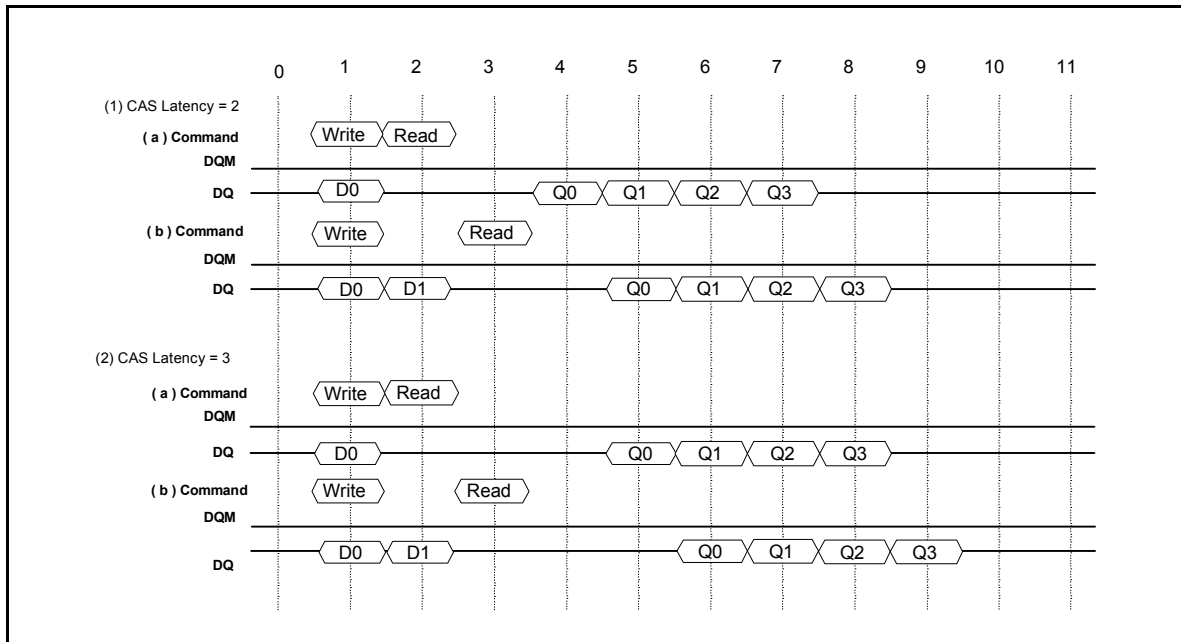 0 1 2 3 4 5 6 7 8 9 10 11
(1) CAS Latency = 2
( a ) Command Write Read
DQM
DQ D0 Q0 Q1 Q2 Q3
( b ) Command Write Read
DQM
DQ D0 D1 Q0 Q1 Q2 Q3
(2) CAS Latency = 3
( a ) Command Write Read
DQM
DQ D0 Q0 Q1 Q2 Q3
( b ) Command Write Read
DQM
DQ D0 D1 Q0 Q1 Q2 Q3